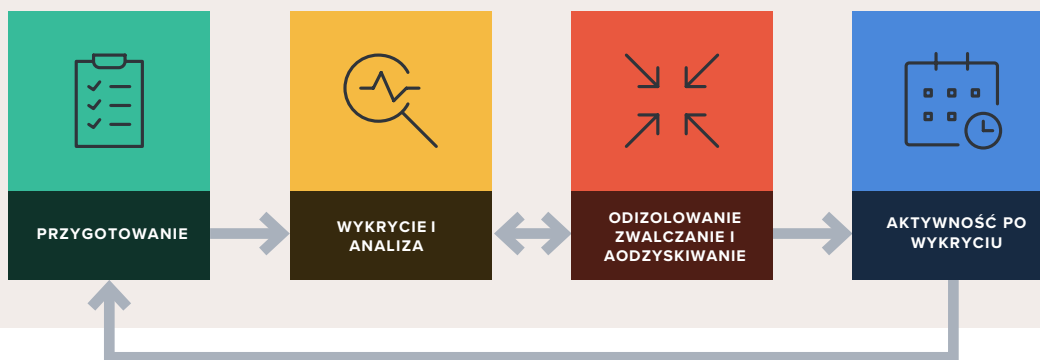 PRZYGOTOWANIE
WYKRYCIE I
ANALIZA
ODIZOLOWANIE
ZWALCZANIE I
AODZYSKIWANIE
AKTYWNOŚĆ PO
WYKRYCIU